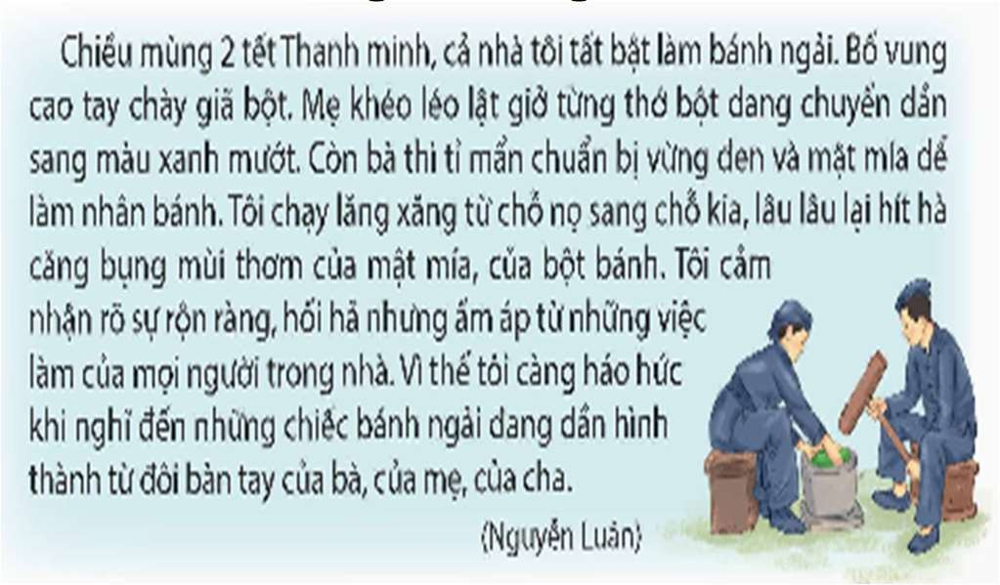 Chiều mùng 2 tết Thanh minh, cả nhà tôi tất bật làm bánh ngải. Bố vung
cao tay chày giã bột. Mẹ khéo léo lật giở từng thớ bột đang chuyển dần
sang màu xanh mướt. Còn bà thi tỉ mẩn chuẩn bị vừng đen và mật mía để
làm nhân bánh. Tôi chạy lăng xăng từ chỗ nọ sang chỗ kia, lâu lâu lại hít hà
căng bụng mùi thơm của mật mía, của bột bánh. Tôi cảm
nhận rõ sự rộn ràng, hối hả nhưng ấm áp từ những việc
làm của mọi người trong nhà. Vì thế tôi càng háo hức
khi nghĩ đến những chiếc bánh ngải đang dần hình
thành từ đôi bàn tay của bà, của mẹ, của cha.
(Nguyễn Luân)